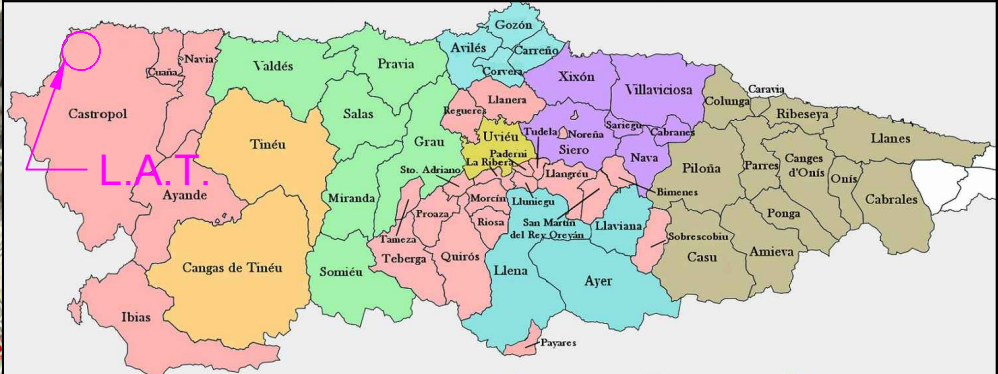 Gozón
Avilés
Carreño
Corvera
Navia
Cuaña
Valdés
Pravia
Xixón
Villaviciosa
Caravia
Colunga
Ribeseya
Castropol
Salas
Regueres
Llanera
Grau
Uviéu
Tudela
Noreña
Sariegu
Cabranes
Siero
Nava
Llanes
Tinéu
Paderni
La Ribera
Sto. Adriano
Llangréu
Piloña
Parres
Canges
d'Onís
Onís
Cabrales
L.A.T.
Ayande
Miranda
Morcín
Lluniegu
Bimenes
Proaza
Riosa
San Martín
del Rey Oreyán
Llaviana
Ponga
Tameza
Sobrescobiu
Teberga
Quirós
Casu
Amieva
Cangas de Tinéu
Somiéu
Llena
Ayer
Ibias
Payares